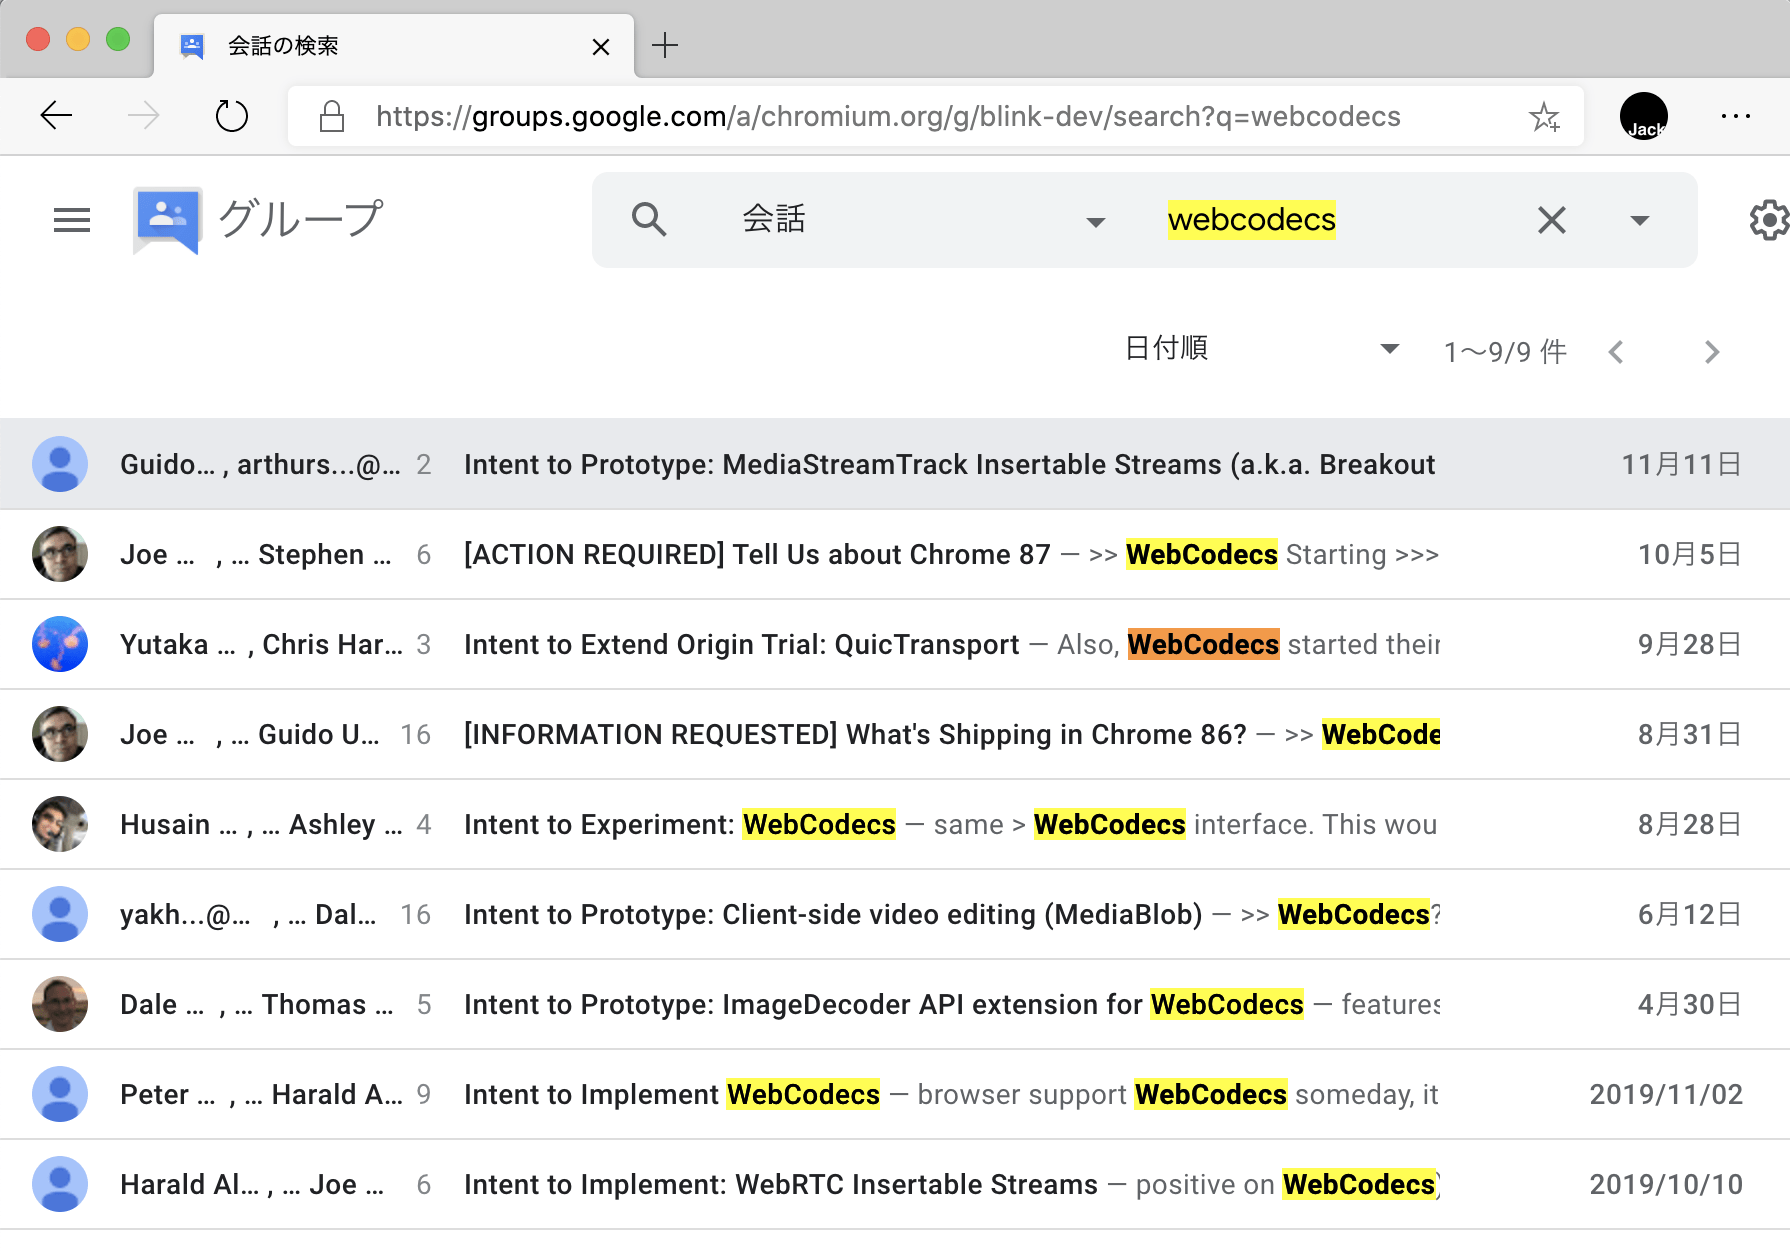 会話の検索
https://groups.google.com/a/chromium.org/g/blink-dev/search?q=webcodecs
Jack
グループ
会話
webcodecs
日付順
1～9/9 件
Guido… , arthurs...@… 2 Intent to Prototype: MediaStreamTrack Insertable Streams (a.k.a. Breakout 11月11日
Joe … , … Stephen … 6 [ACTION REQUIRED] Tell Us about Chrome 87 — >> WebCodecs Starting >>> 10月5日
Yutaka … , Chris Har… 3 Intent to Extend Origin Trial: QuicTransport — Also, WebCodecs started their 9月28日
Joe … , … Guido U… 16 [INFORMATION REQUESTED] What's Shipping in Chrome 86? — >> WebCode 8月31日
Husain … , … Ashley … 4 Intent to Experiment: WebCodecs — same > WebCodecs interface. This wou 8月28日
yakh...@… , … Dal… 16 Intent to Prototype: Client-side video editing (MediaBlob) — >> WebCodecs? 6月12日
Dale … , … Thomas … 5 Intent to Prototype: ImageDecoder API extension for WebCodecs — features 4月30日
Peter … , … Harald A… 9 Intent to Implement WebCodecs — browser support WebCodecs someday, it 2019/11/02
Harald Al… , … Joe … 6 Intent to Implement: WebRTC Insertable Streams — positive on WebCodecs) 2019/10/10